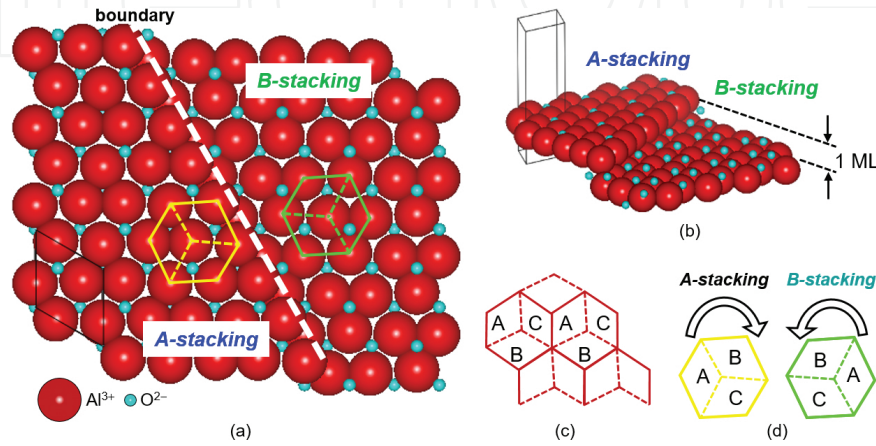 boundary
B-stacking
A-stacking
Al³⁺
O²⁻
(a)
A-stacking
B-stacking
1 ML
(b)
A
C
A
C
B
B
(c)
A-stacking
B-stacking
B
A
C
B
A
C
(d)